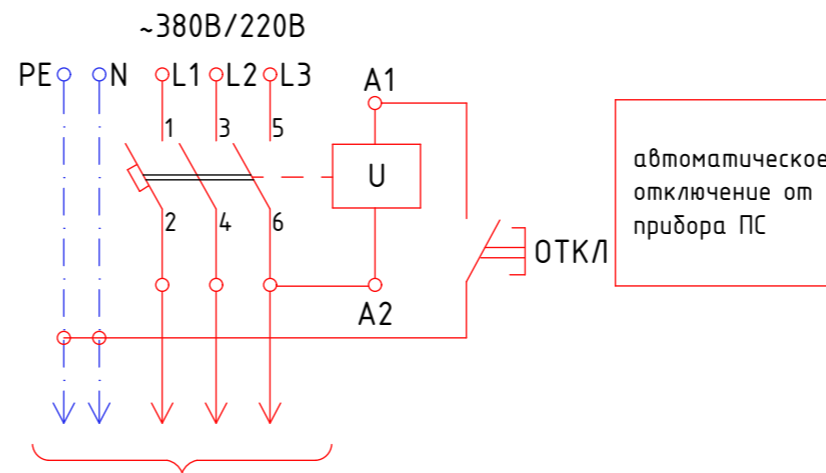 ~380В/220В
PE N L1 L2 L3
A1
1 3 5
U
2 4 6
A2
ОТКЛ
автоматическое
отключение от
прибора ПС